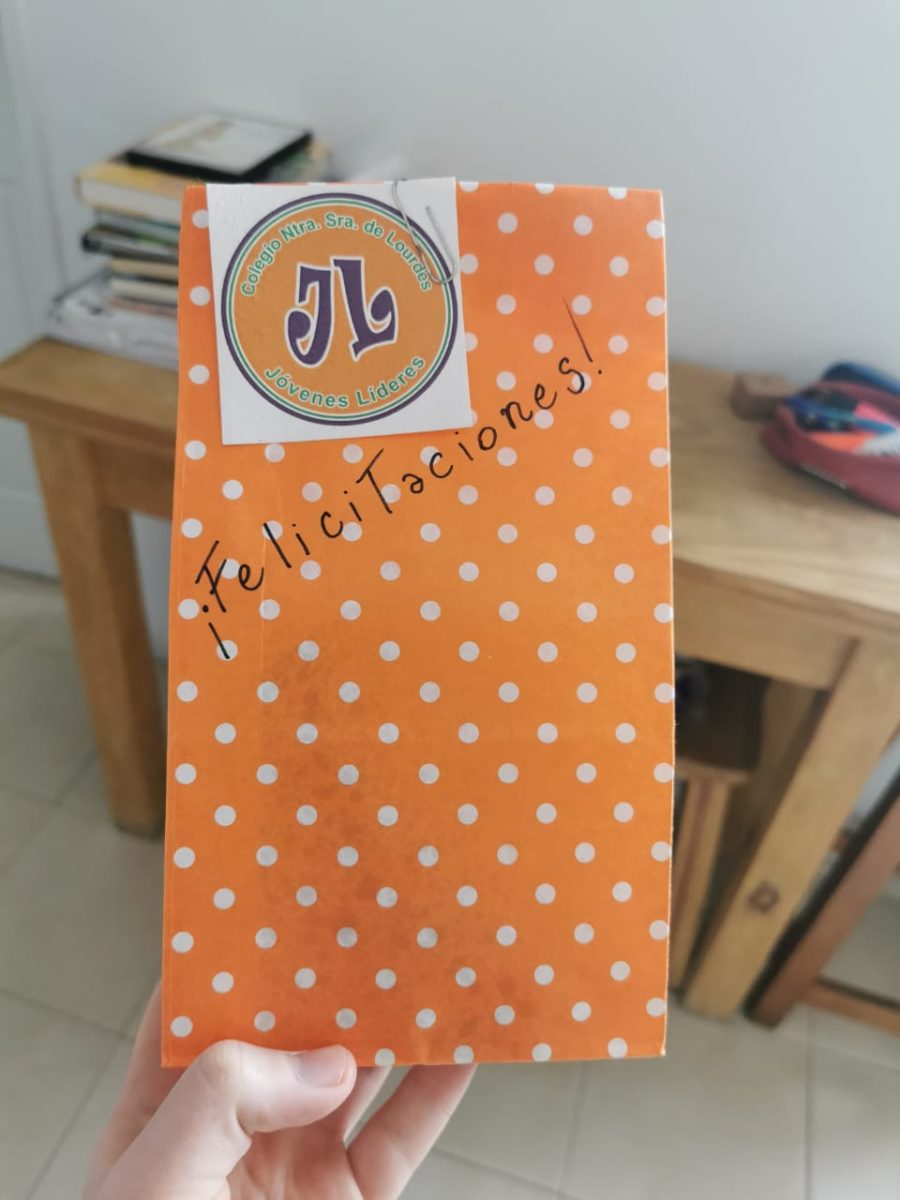 Colegio Ntra. Sra. de Lourdes
JL
Jóvenes Líderes
¡Felicitaciones!